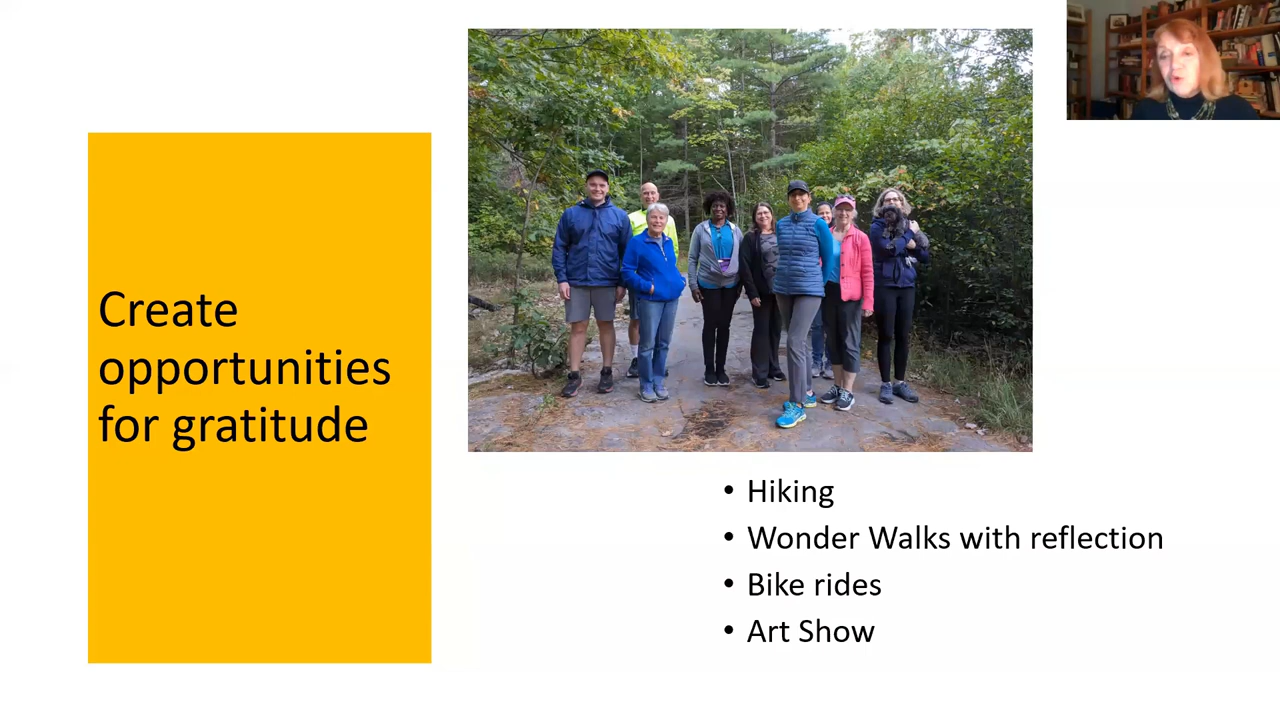 Create
opportunities
for gratitude
• Hiking
• Wonder Walks with reflection
• Bike rides
• Art Show